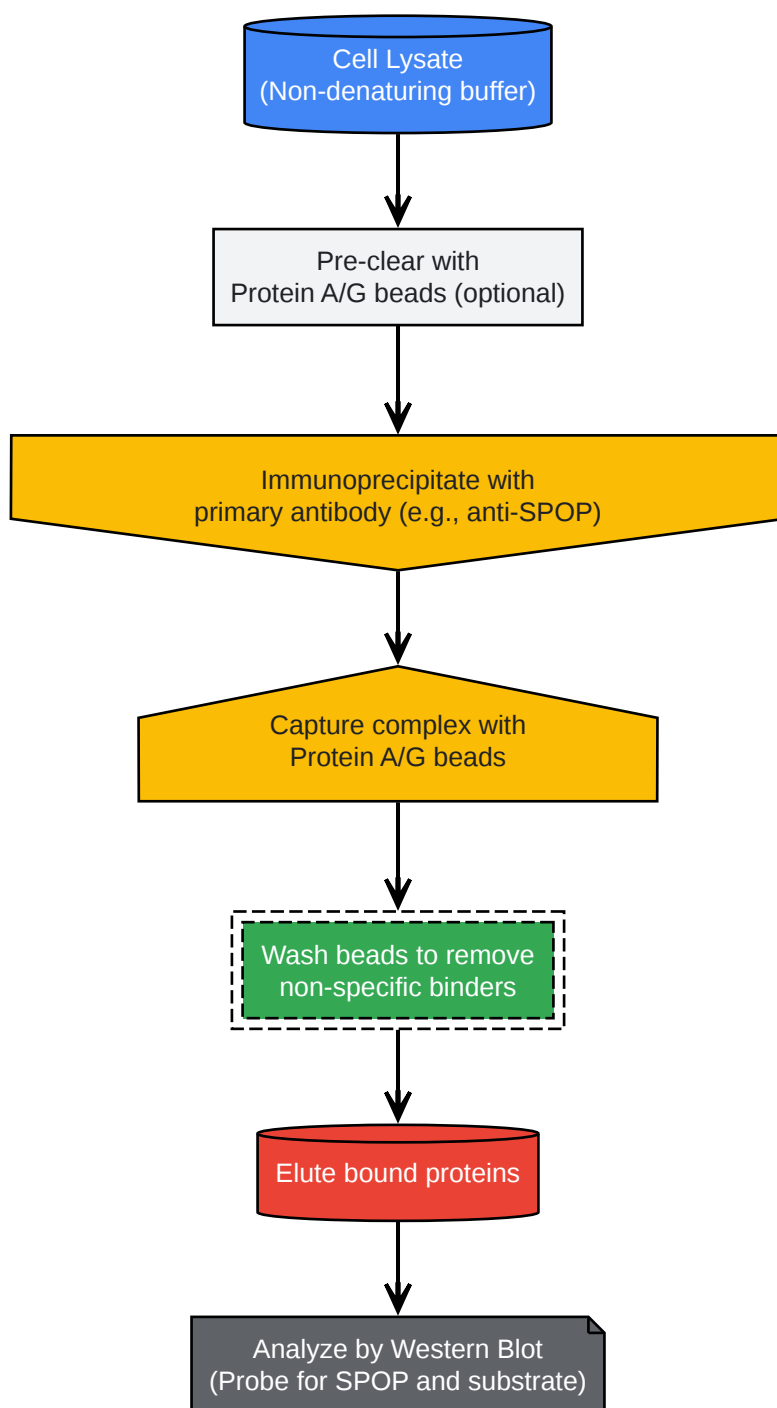 Cell Lysate
(Non-denaturing buffer)
Pre-clear with
Protein A/G beads (optional)
Immunoprecipitate with
primary antibody (e.g., anti-SPOP)
Capture complex with
Protein A/G beads
Wash beads to remove
non-specific binders
Elute bound proteins
Analyze by Western Blot
(Probe for SPOP and substrate)